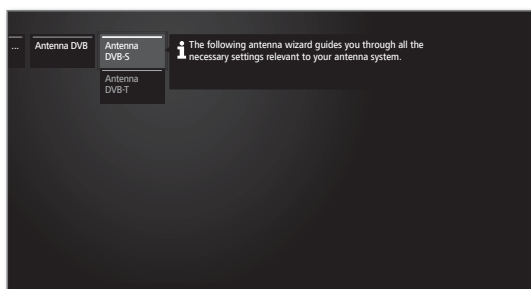 ...
Antenna DVB
Antenna
DVB-S
The following antenna wizard guides you through all the
necessary settings relevant to your antenna system.
Antenna
DVB-T